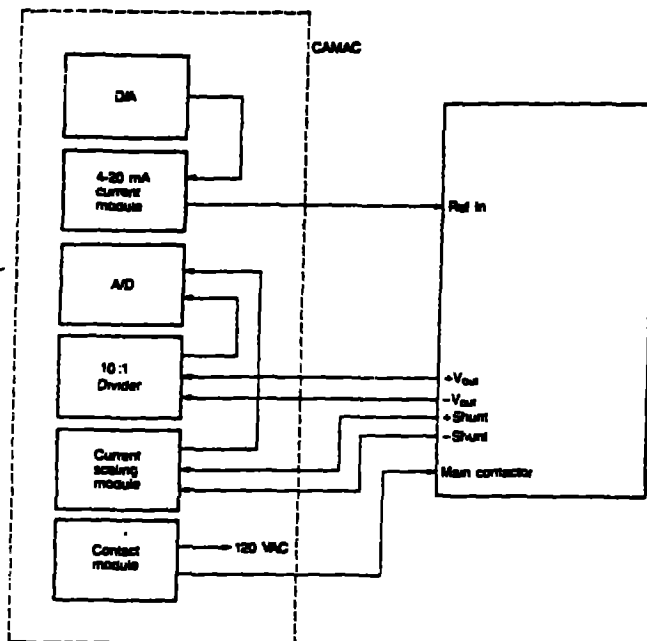 CAMAC
D/A
4-20 mA
current
module
Ref in
A/D
10:1
Divider
+Vout
-Vout
+Shunt
-Shunt
Current
scaling
module
Main contactor
Contact
module
120 VAC